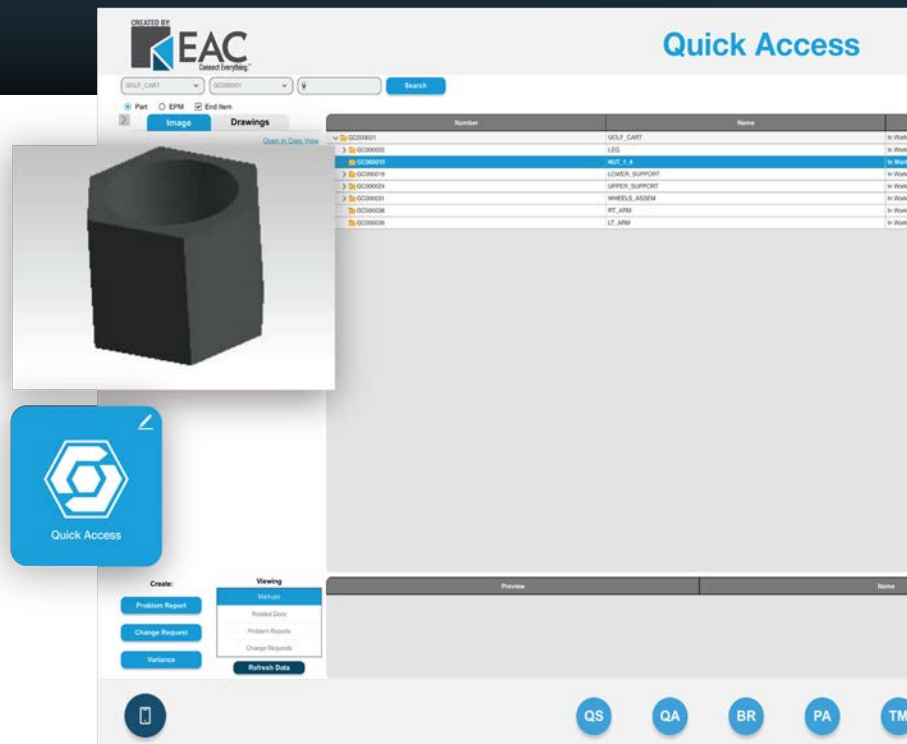 CREATED BY:
EAC
Connect Everything.™
Quick Access
GOLF_CART
GC000001
Search
Part
EPM
End Item
Image
Drawings
Open in Creo View
Number
Name
GC000001
GOLF_CART
In Work
GC000002
LEG
In Work
GC000010
NUT_1_4
In Work
LOWER_SUPPORT
In Work
GC000024
UPPER_SUPPORT
In Work
GC000031
WHEELS_ASSEM
In Work
RT_ARM
In Work
LT_ARM
In Work
Quick Access
Create:
Problem Report
Change Request
Variance
Viewing
Markups
Related Docs
Problem Reports
Change Requests
Refresh Data
Preview
Name
QS
QA
BR
PA
TM